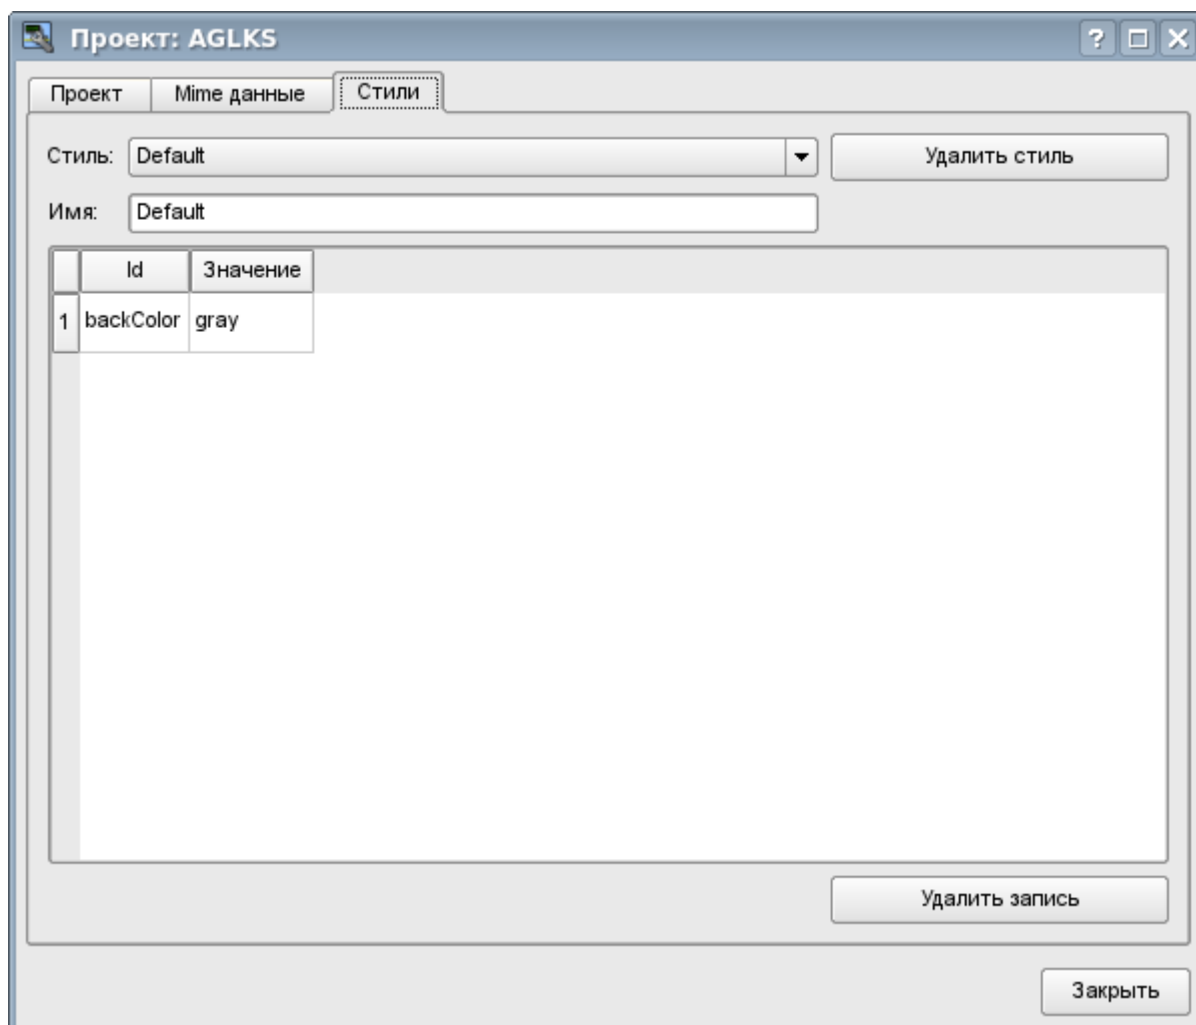 Проект: AGLKS
Проект Mime данные Стили
Стиль: Default Удалить стиль
Имя: Default
Id Значение
1 backColor gray
Удалить запись
Закрыть